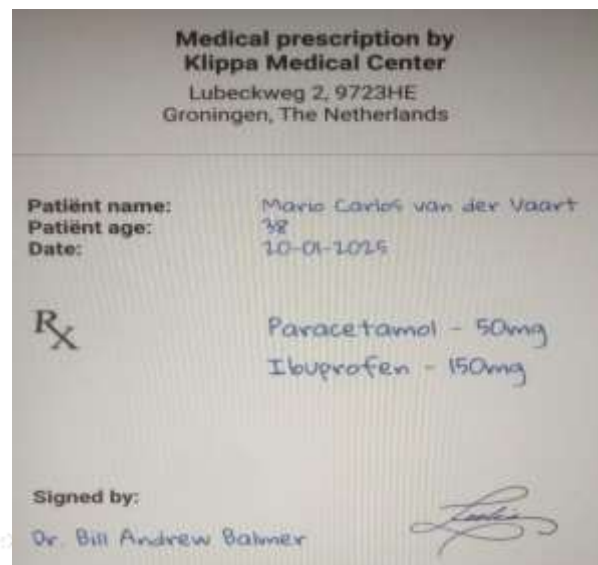 Medical prescription by
Klippa Medical Center
Lubeckweg 2, 9723HE
Groningen, The Netherlands
Patiënt name: Mario Carlos van der Vaart
Patiënt age: 38
Date: 20-01-2025
Rx
Paracetamol - 50mg
Ibuprofen - 150mg
Signed by:
Dr. Bill Andrew Balmer